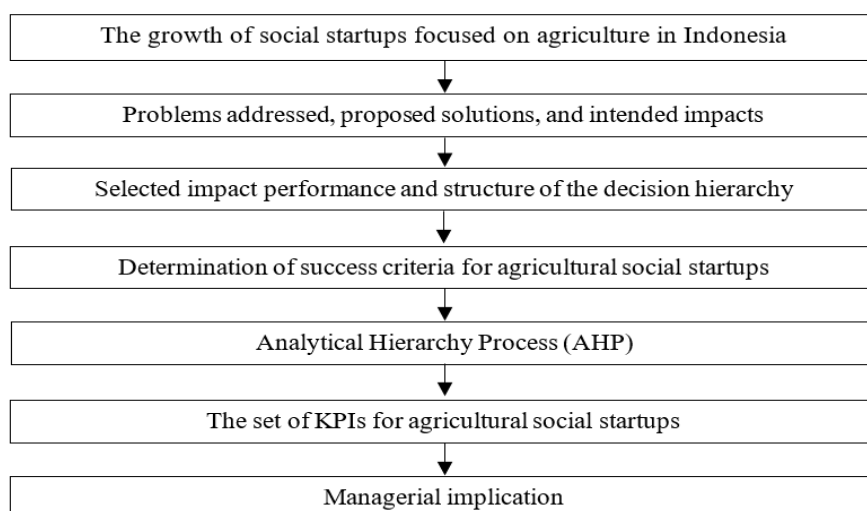 The growth of social startups focused on agriculture in Indonesia
Problems addressed, proposed solutions, and intended impacts
Selected impact performance and structure of the decision hierarchy
Determination of success criteria for agricultural social startups
Analytical Hierarchy Process (AHP)
The set of KPIs for agricultural social startups
Managerial implication